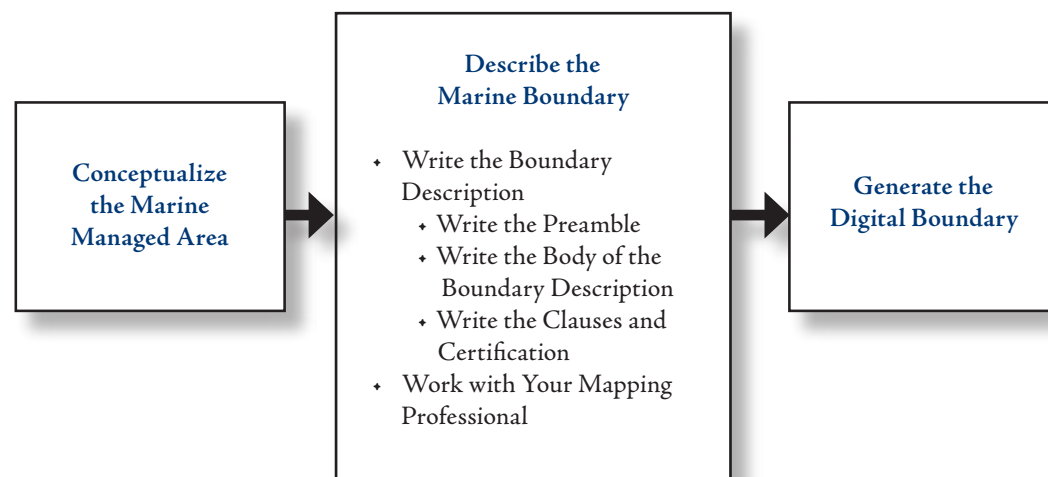 Conceptualize
the Marine
Managed Area
Describe the
Marine Boundary
✦ Write the Boundary
Description
✦ Write the Preamble
✦ Write the Body of the
Boundary Description
✦ Write the Clauses and
Certification
✦ Work with Your Mapping
Professional
Generate the
Digital Boundary